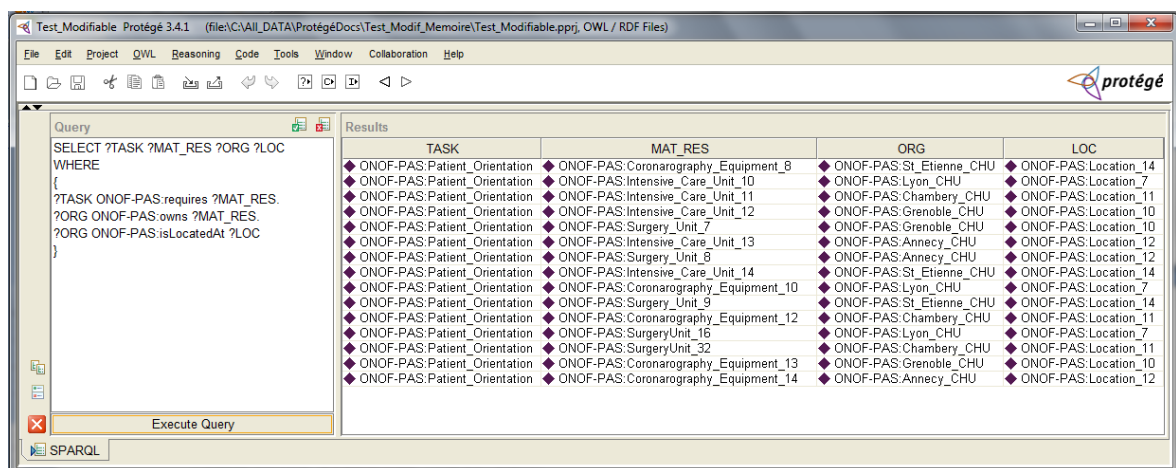 Test_Modifiable Protégé 3.4.1 (file:\C:\All_DATA\ProtégéDocs\Test_Modif_Memoire\Test_Modifiable.pprj, OWL / RDF Files)
File Edit Project OWL Reasoning Code Tools Window Collaboration Help
protégé
Query
SELECT ?TASK ?MAT_RES ?ORG ?LOC
WHERE
{
?TASK ONOF-PAS:requires ?MAT_RES.
?ORG ONOF-PAS:owns ?MAT_RES.
?ORG ONOF-PAS:isLocatedAt ?LOC
}
Execute Query
Results
TASK MAT_RES ORG LOC
ONOF-PAS:Patient_Orientation ONOF-PAS:Coronarography_Equipment_8 ONOF-PAS:St_Etienne_CHU ONOF-PAS:Location_14
ONOF-PAS:Patient_Orientation ONOF-PAS:Intensive_Care_Unit_10 ONOF-PAS:Lyon_CHU ONOF-PAS:Location_7
ONOF-PAS:Patient_Orientation ONOF-PAS:Intensive_Care_Unit_11 ONOF-PAS:Chambery_CHU ONOF-PAS:Location_11
ONOF-PAS:Patient_Orientation ONOF-PAS:Intensive_Care_Unit_12 ONOF-PAS:Grenoble_CHU ONOF-PAS:Location_10
ONOF-PAS:Patient_Orientation ONOF-PAS:Surgery_Unit_7 ONOF-PAS:Grenoble_CHU ONOF-PAS:Location_10
ONOF-PAS:Patient_Orientation ONOF-PAS:Intensive_Care_Unit_13 ONOF-PAS:Annecy_CHU ONOF-PAS:Location_12
ONOF-PAS:Patient_Orientation ONOF-PAS:Surgery_Unit_8 ONOF-PAS:Annecy_CHU ONOF-PAS:Location_12
ONOF-PAS:Patient_Orientation ONOF-PAS:Intensive_Care_Unit_14 ONOF-PAS:St_Etienne_CHU ONOF-PAS:Location_14
ONOF-PAS:Patient_Orientation ONOF-PAS:Coronarography_Equipment_10 ONOF-PAS:Lyon_CHU ONOF-PAS:Location_7
ONOF-PAS:Patient_Orientation ONOF-PAS:Surgery_Unit_9 ONOF-PAS:St_Etienne_CHU ONOF-PAS:Location_14
ONOF-PAS:Patient_Orientation ONOF-PAS:Coronarography_Equipment_12 ONOF-PAS:Chambery_CHU ONOF-PAS:Location_11
ONOF-PAS:Patient_Orientation ONOF-PAS:SurgeryUnit_16 ONOF-PAS:Lyon_CHU ONOF-PAS:Location_7
ONOF-PAS:Patient_Orientation ONOF-PAS:SurgeryUnit_32 ONOF-PAS:Chambery_CHU ONOF-PAS:Location_11
ONOF-PAS:Patient_Orientation ONOF-PAS:Coronarography_Equipment_13 ONOF-PAS:Grenoble_CHU ONOF-PAS:Location_10
ONOF-PAS:Patient_Orientation ONOF-PAS:Coronarography_Equipment_14 ONOF-PAS:Annecy_CHU ONOF-PAS:Location_12
SPARQL